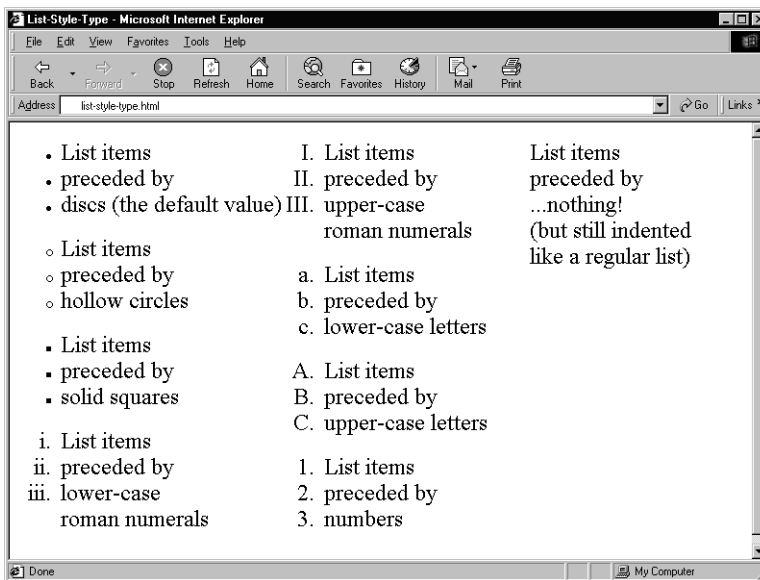 List-Style-Type - Microsoft Internet Explorer
File Edit View Favorites Tools Help
Back Forward Stop Refresh Home Search Favorites History Mail Print
Address list-style-type.html Go Links
• List items
• preceded by
• discs (the default value)
○ List items
○ preceded by
○ hollow circles
▪ List items
▪ preceded by
▪ solid squares
i. List items
ii. preceded by
iii. lower-case
roman numerals
I. List items
II. preceded by
III. upper-case
roman numerals
a. List items
b. preceded by
c. lower-case letters
A. List items
B. preceded by
C. upper-case letters
1. List items
2. preceded by
3. numbers
List items
preceded by
...nothing!
(but still indented
like a regular list)
Done My Computer